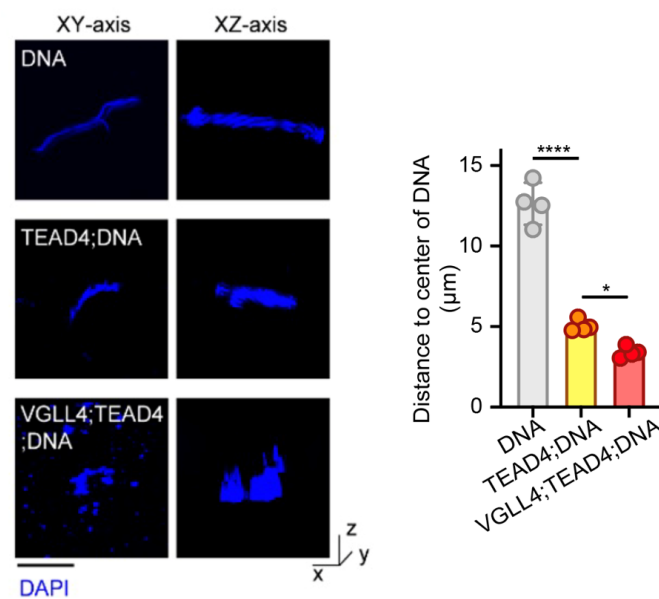 XY-axis
XZ-axis
DNA
TEAD4;DNA
VGLL4;TEAD4
;DNA
DAPI
z
y
x
Distance to center of DNA
(μm)
15
10
5
0
****
*
DNA
TEAD4;DNA
VGLL4;TEAD4;DNA